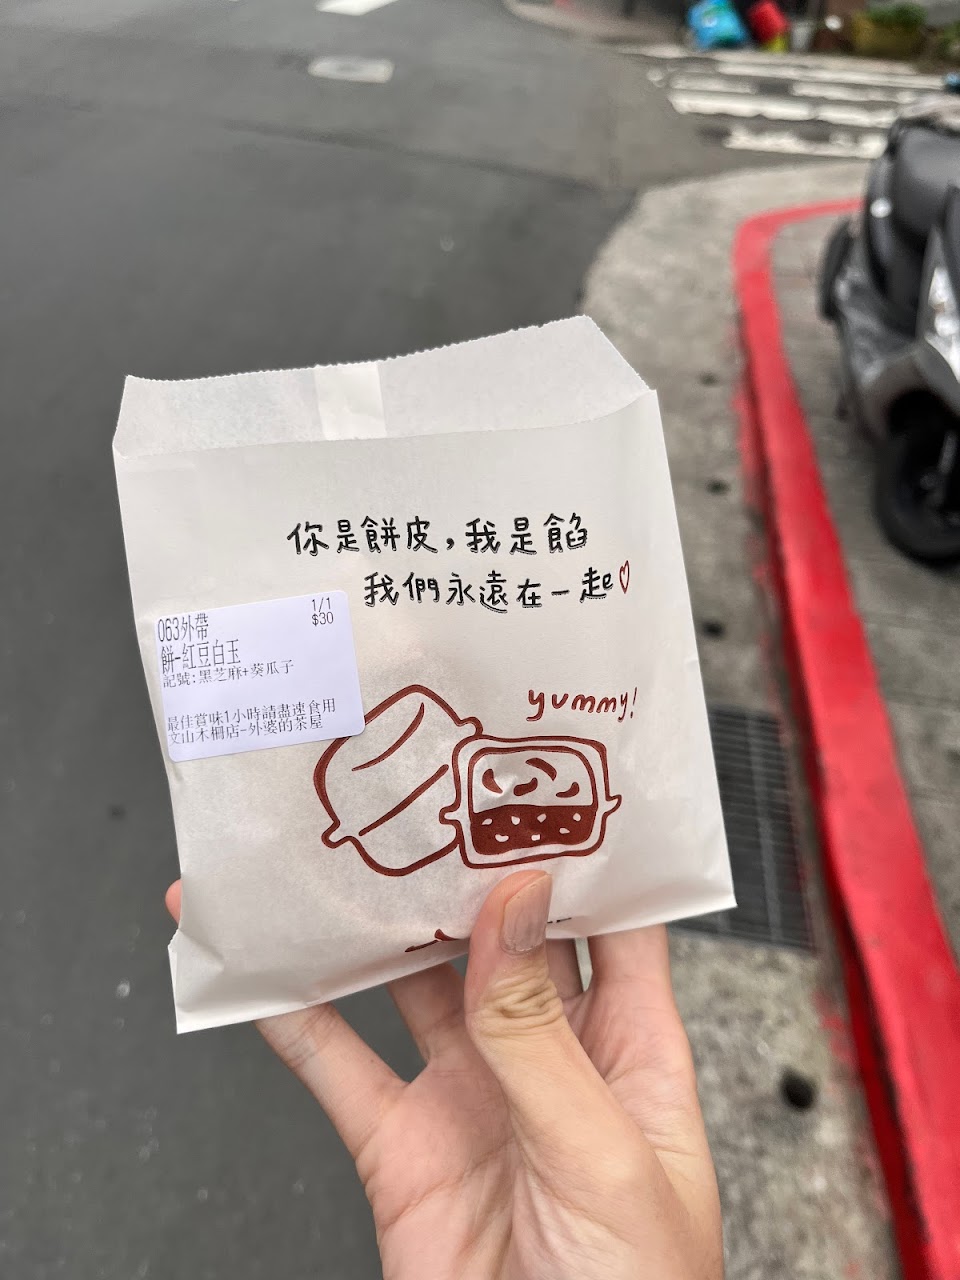 你是餅皮,我是餡
我們永遠在一起
063外帶
1/1
$30
餅-紅豆白玉
記號:黑芝麻+葵瓜子
最佳賞味1小時請盡速食用
文山木柵店-外婆的茶屋
yummy!